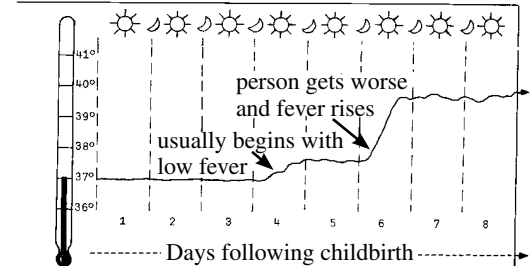 41°
40°
39°
38°
37°
36°
person gets worse
and fever rises
usually begins with
low fever
1 2 3 4 5 6 7 8
Days following childbirth